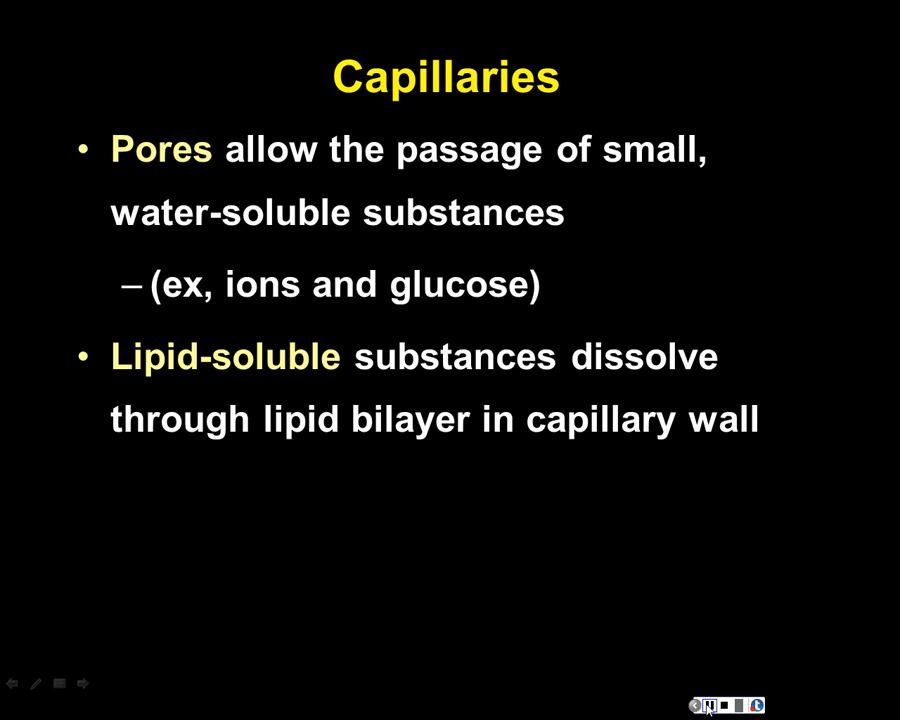 Capillaries
• Pores allow the passage of small,
water-soluble substances
– (ex, ions and glucose)
• Lipid-soluble substances dissolve
through lipid bilayer in capillary wall